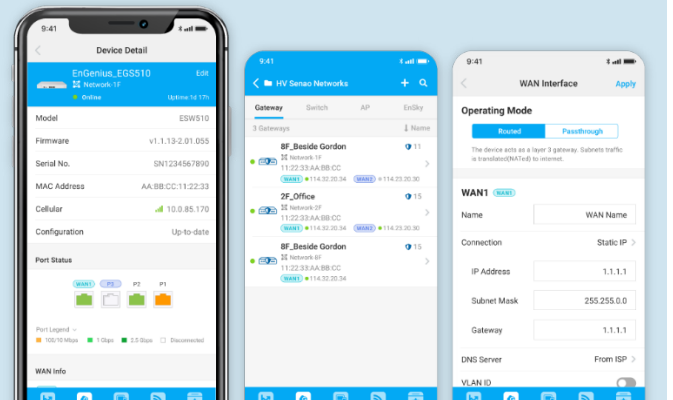 9:41
Device Detail
EnGenius_EGS510
Edit
Network-1F
Online
Uptime 1d 17h
Model
ESW510
Firmware
v1.1.13-2.01.055
Serial No.
SN1234567890
MAC Address
AA:BB:CC:11:22:33
Cellular
10.0.85.170
Configuration
Up-to-date
Port Status
WAN1
P3
P2
P1
Port Legend
100/10 Mbps
1 Gbps
2.5 Gbps
Disconnected
WAN Info
9:41
HV Senao Networks
Gateway
Switch
AP
EnSky
3 Gateways
Name
8F_Beside Gordon
11
Network-1F
11:22:33:AA:BB:CC
WAN1
114.32.20.34
WAN2
114.23.20.30
2F_Office
15
Network-2F
11:22:33:AA:BB:CC
WAN1
114.32.20.34
WAN2
114.23.20.30
8F_Beside Gordon
15
Network-8F
11:22:33:AA:BB:CC
WAN1
114.32.20.34
9:41
WAN Interface
Apply
Operating Mode
Routed
Passthrough
The device acts as a layer 3 gateway. Subnets traffic
is translated(NATed) to internet.
WAN1
WAN1
Name
WAN Name
Connection
Static IP
IP Address
1.1.1.1
Subnet Mask
255.255.0.0
Gateway
1.1.1.1
DNS Server
From ISP
VLAN ID